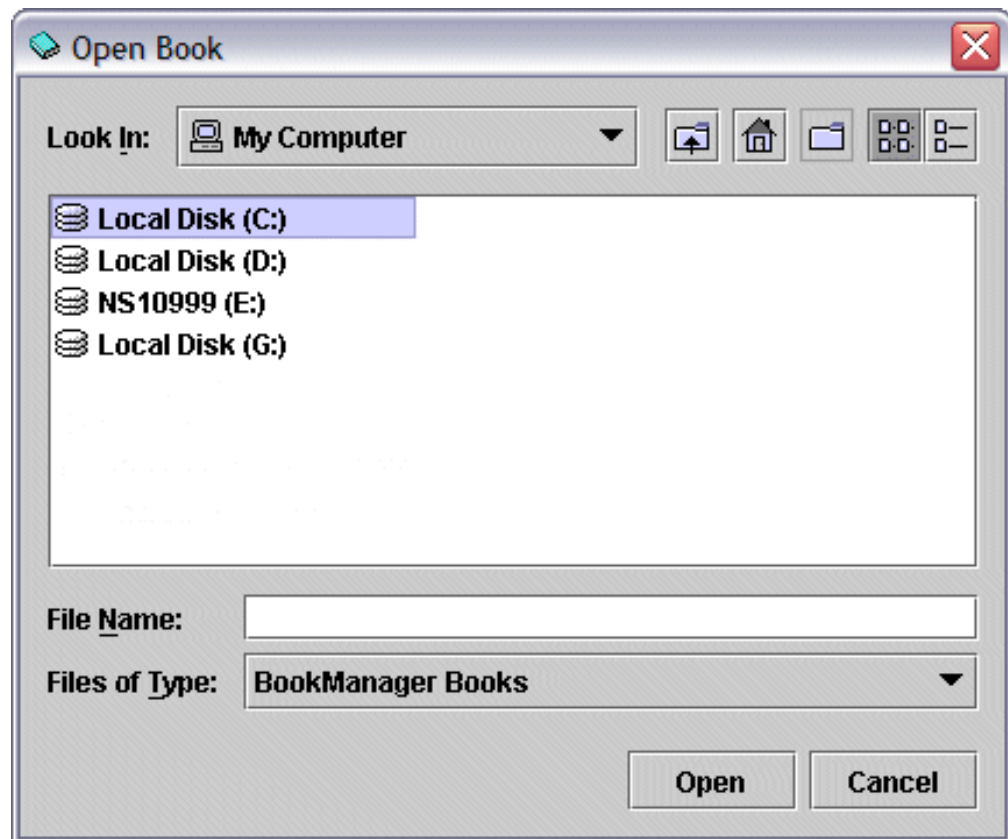 Open Book
Look In: My Computer
Local Disk (C:)
Local Disk (D:)
NS10999 (E:)
Local Disk (G:)
File Name:
Files of Type: BookManager Books
Open Cancel